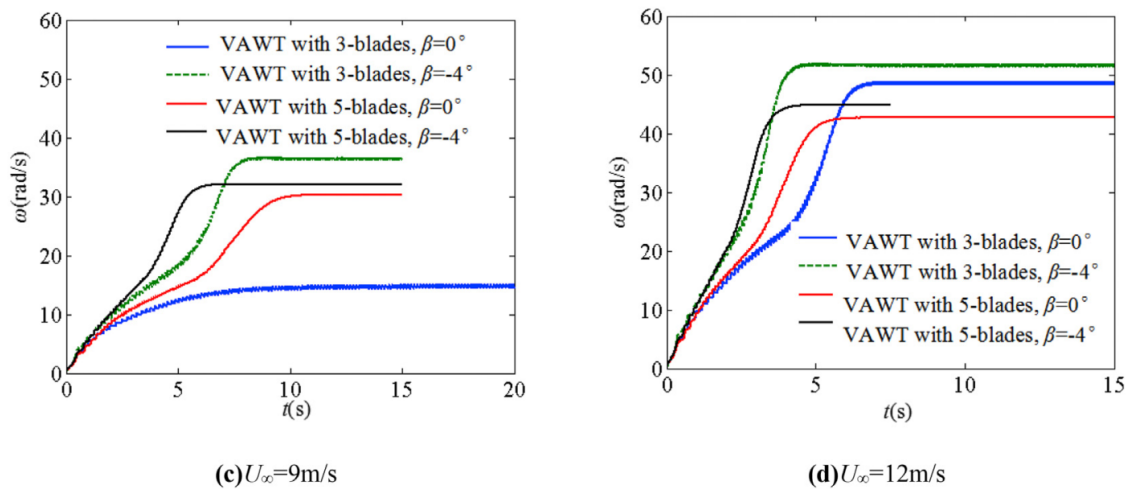 60
50
40
30
20
10
0
ω(rad/s)
VAWT with 3-blades, β=0°
VAWT with 3-blades, β=-4°
VAWT with 5-blades, β=0°
VAWT with 5-blades, β=-4°
0 5 10 15 20
t(s)
(c)U∞=9m/s
60
50
40
30
20
10
0
ω(rad/s)
VAWT with 3-blades, β=0°
VAWT with 3-blades, β=-4°
VAWT with 5-blades, β=0°
VAWT with 5-blades, β=-4°
0 5 10 15
t(s)
(d)U∞=12m/s